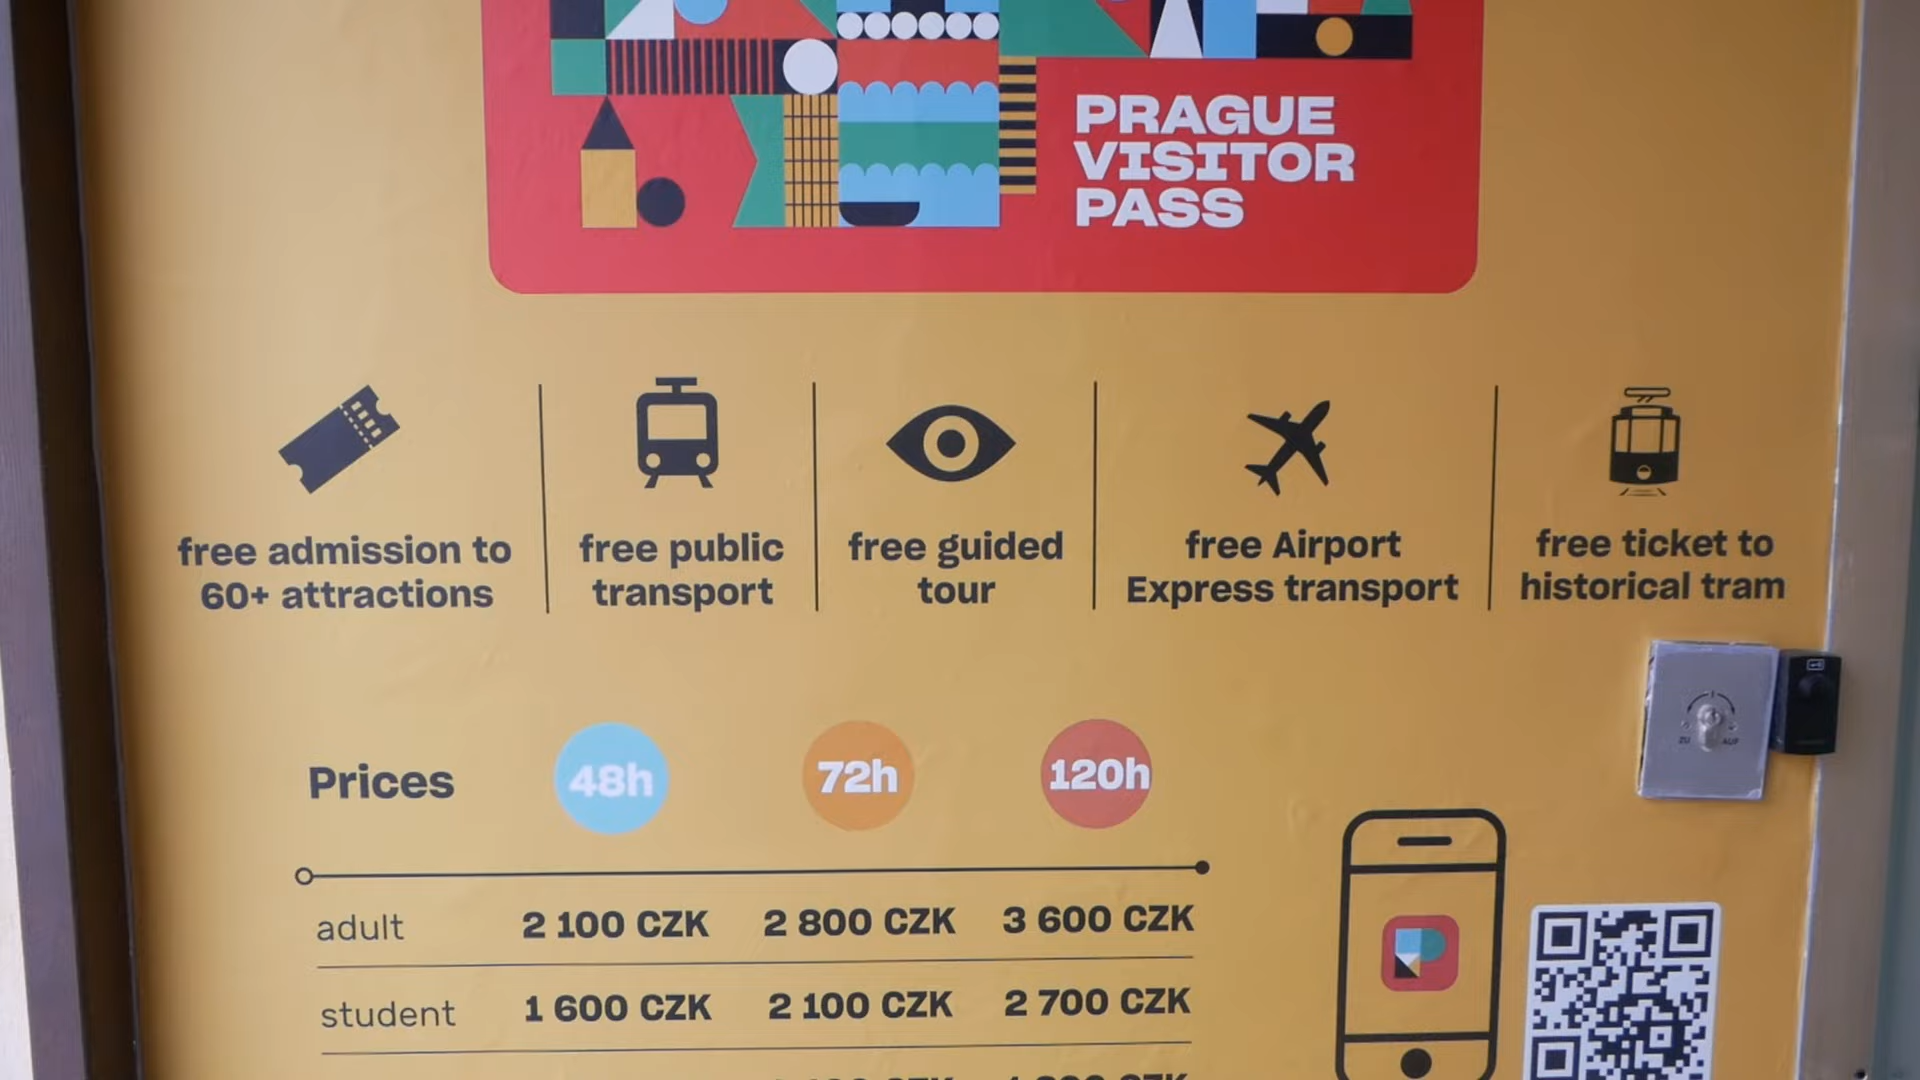 PRAGUE
VISITOR
PASS
free admission to
60+ attractions
free public
transport
free guided
tour
free Airport
Express transport
free ticket to
historical tram
ZU AUF
Prices 48h 72h 120h
adult 2 100 CZK 2 800 CZK 3 600 CZK
student 1 600 CZK 2 100 CZK 2 700 CZK